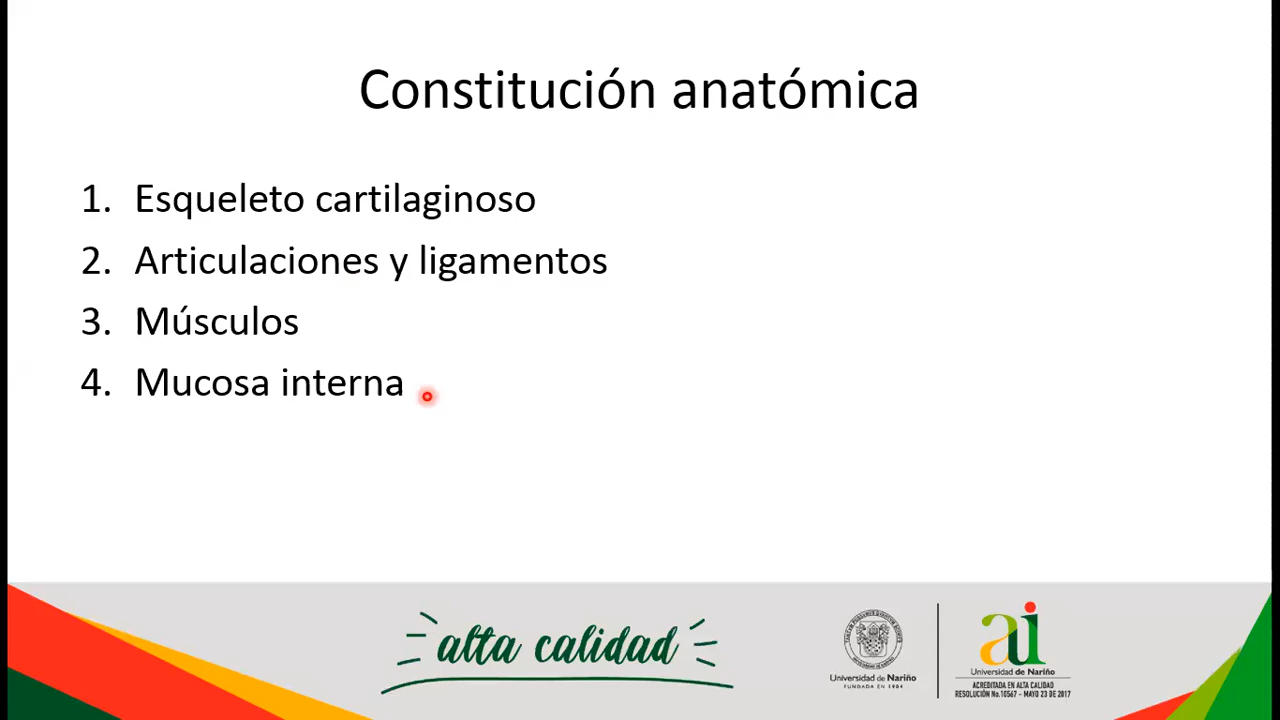 Constitución anatómica
1. Esqueleto cartilaginoso
2. Articulaciones y ligamentos
3. Músculos
4. Mucosa interna
alta calidad
Universidad de Nariño
FUNDADA EN 1904
ai
Universidad de Nariño
ACREDITADA EN ALTA CALIDAD
RESOLUCIÓN No.10567 - MAYO 23 DE 2017